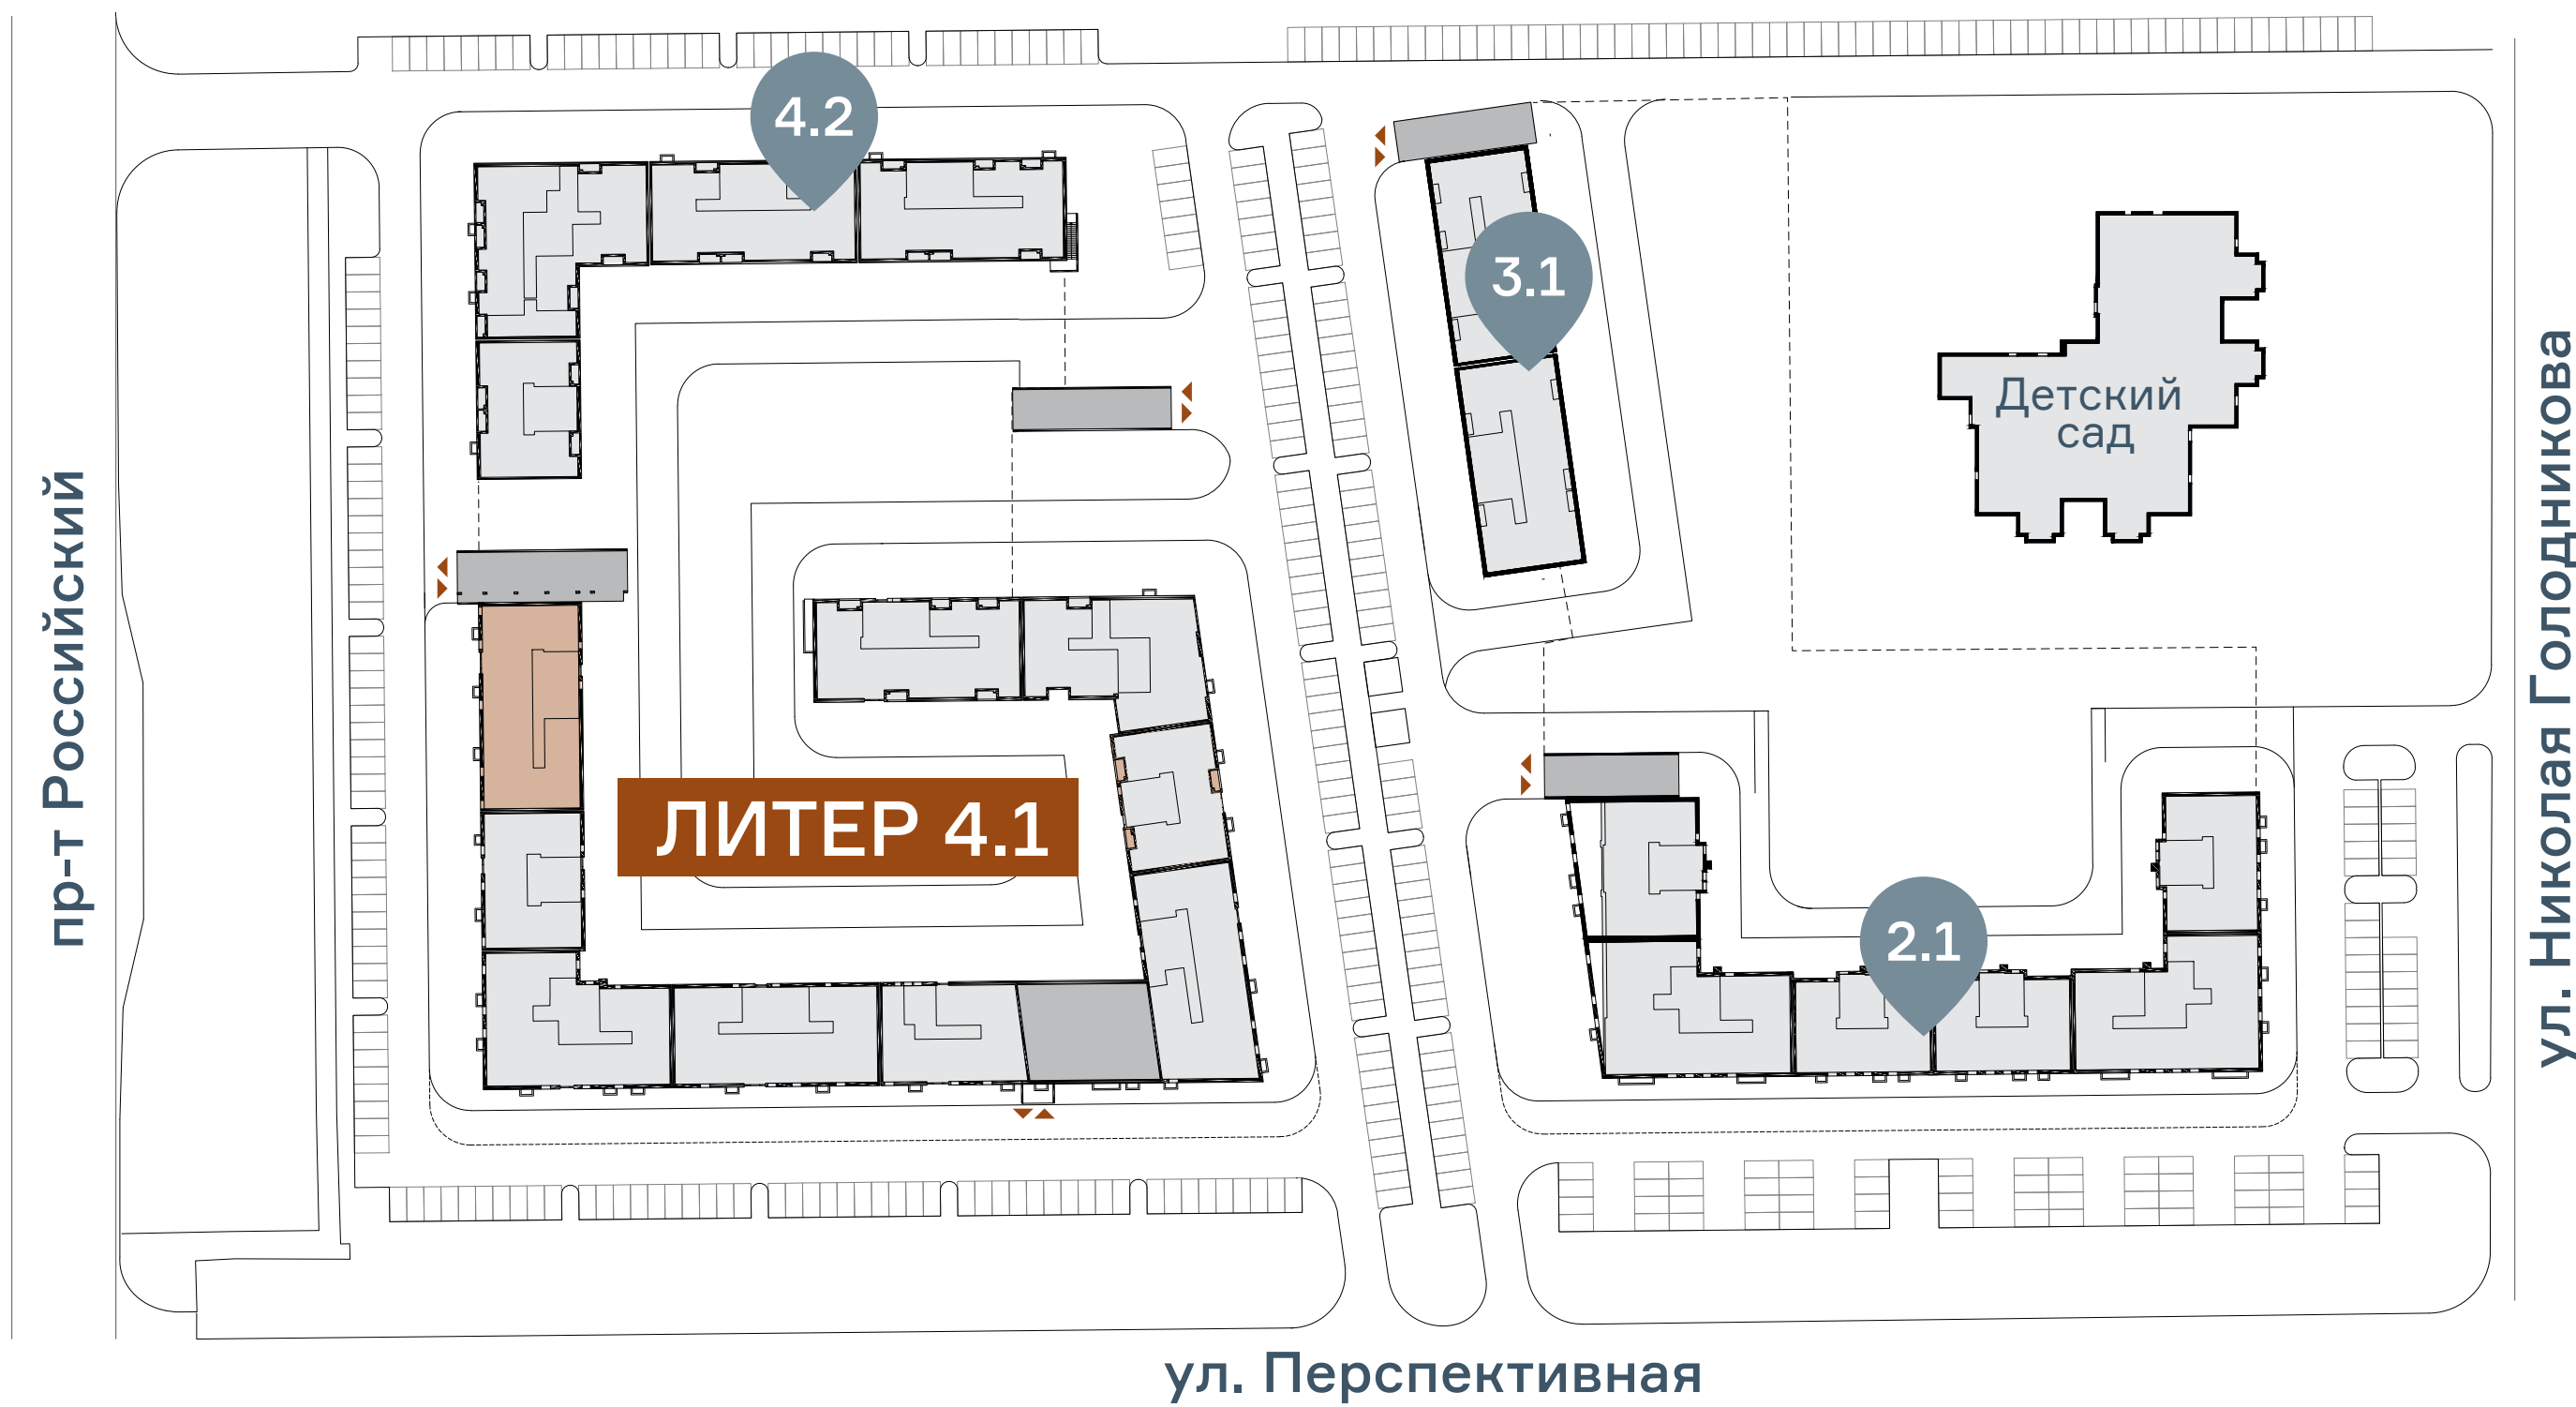 4.2
3.1
Детский
сад
пр-т Российский
ул. Николая Голодникова
ЛИТЕР 4.1
2.1
ул. Перспективная